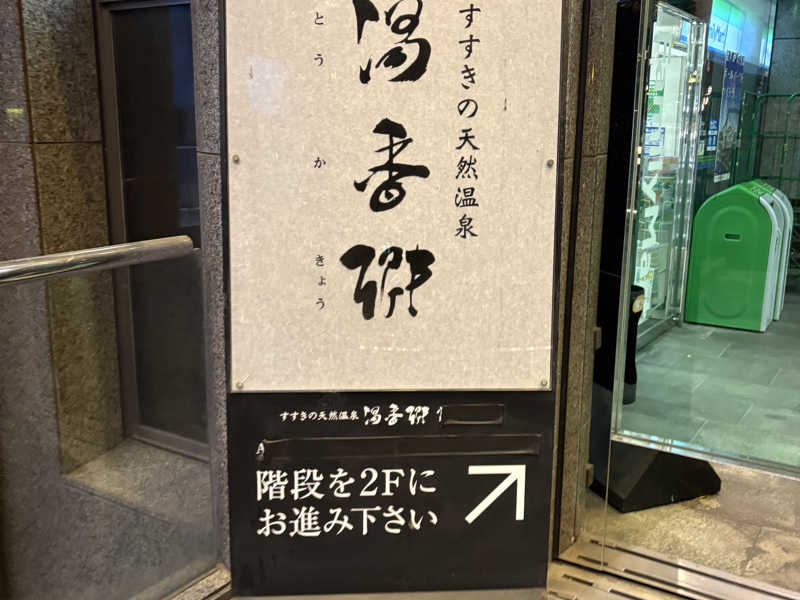 すすきの天然温泉
湯香郷
とうかきょう
すすきの天然温泉 湯香郷
階段を2Fに
お進み下さい